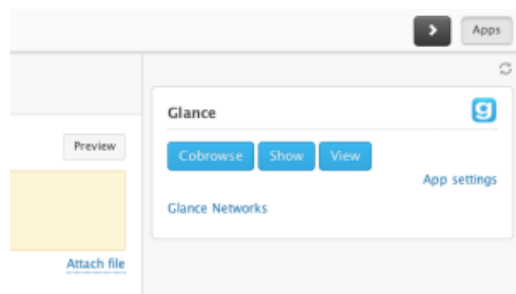 Apps
Glance
g
Preview
Cobrowse Show View
App settings
Glance Networks
Attach file